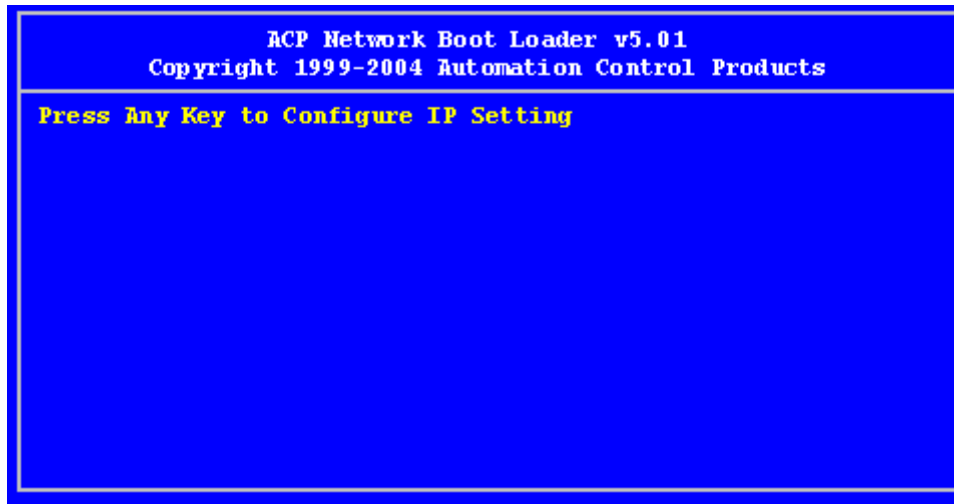 ACP Network Boot Loader v5.01
Copyright 1999-2004 Automation Control Products
Press Any Key to Configure IP Setting